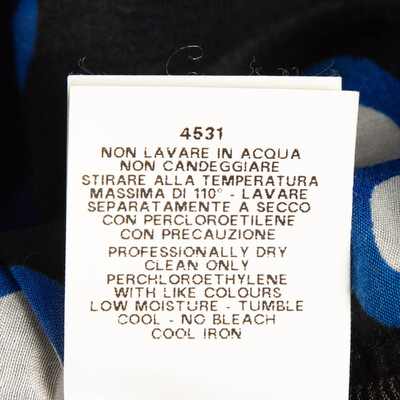 4531
NON LAVARE IN ACQUA
NON CANDEGGIARE
STIRARE ALLA TEMPERATURA
MASSIMA DI 110° - LAVARE
SEPARATAMENTE A SECCO
CON PERCLOROETILENE
CON PRECAUZIONE
PROFESSIONALLY DRY
CLEAN ONLY
PERCHLOROETHYLENE
WITH LIKE COLOURS
LOW MOISTURE - TUMBLE
COOL - NO BLEACH
COOL IRON